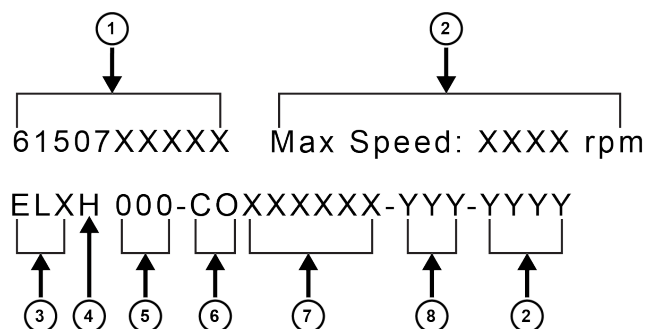 1 2
61507XXXXX Max Speed: XXXX rpm
ELXH 000-COXXXXXX-YYY-YYYY
3 4 5 6 7 8 2